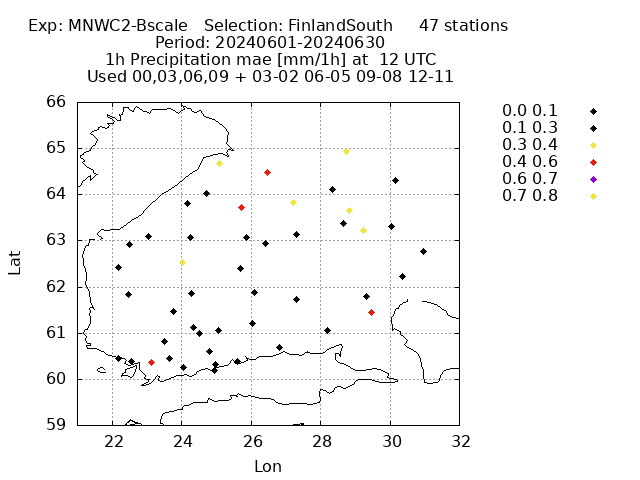 Exp: MNWC2-Bscale   Selection: FinlandSouth     47 stations
Period: 20240601-20240630
1h Precipitation mae [mm/1h] at  12 UTC
Used 00,03,06,09 + 03-02 06-05 09-08 12-11
66
65
64
63
62
61
60
59
Lat
22 24 26 28 30 32
Lon
0.0 0.1
0.1 0.3
0.3 0.4
0.4 0.6
0.6 0.7
0.7 0.8